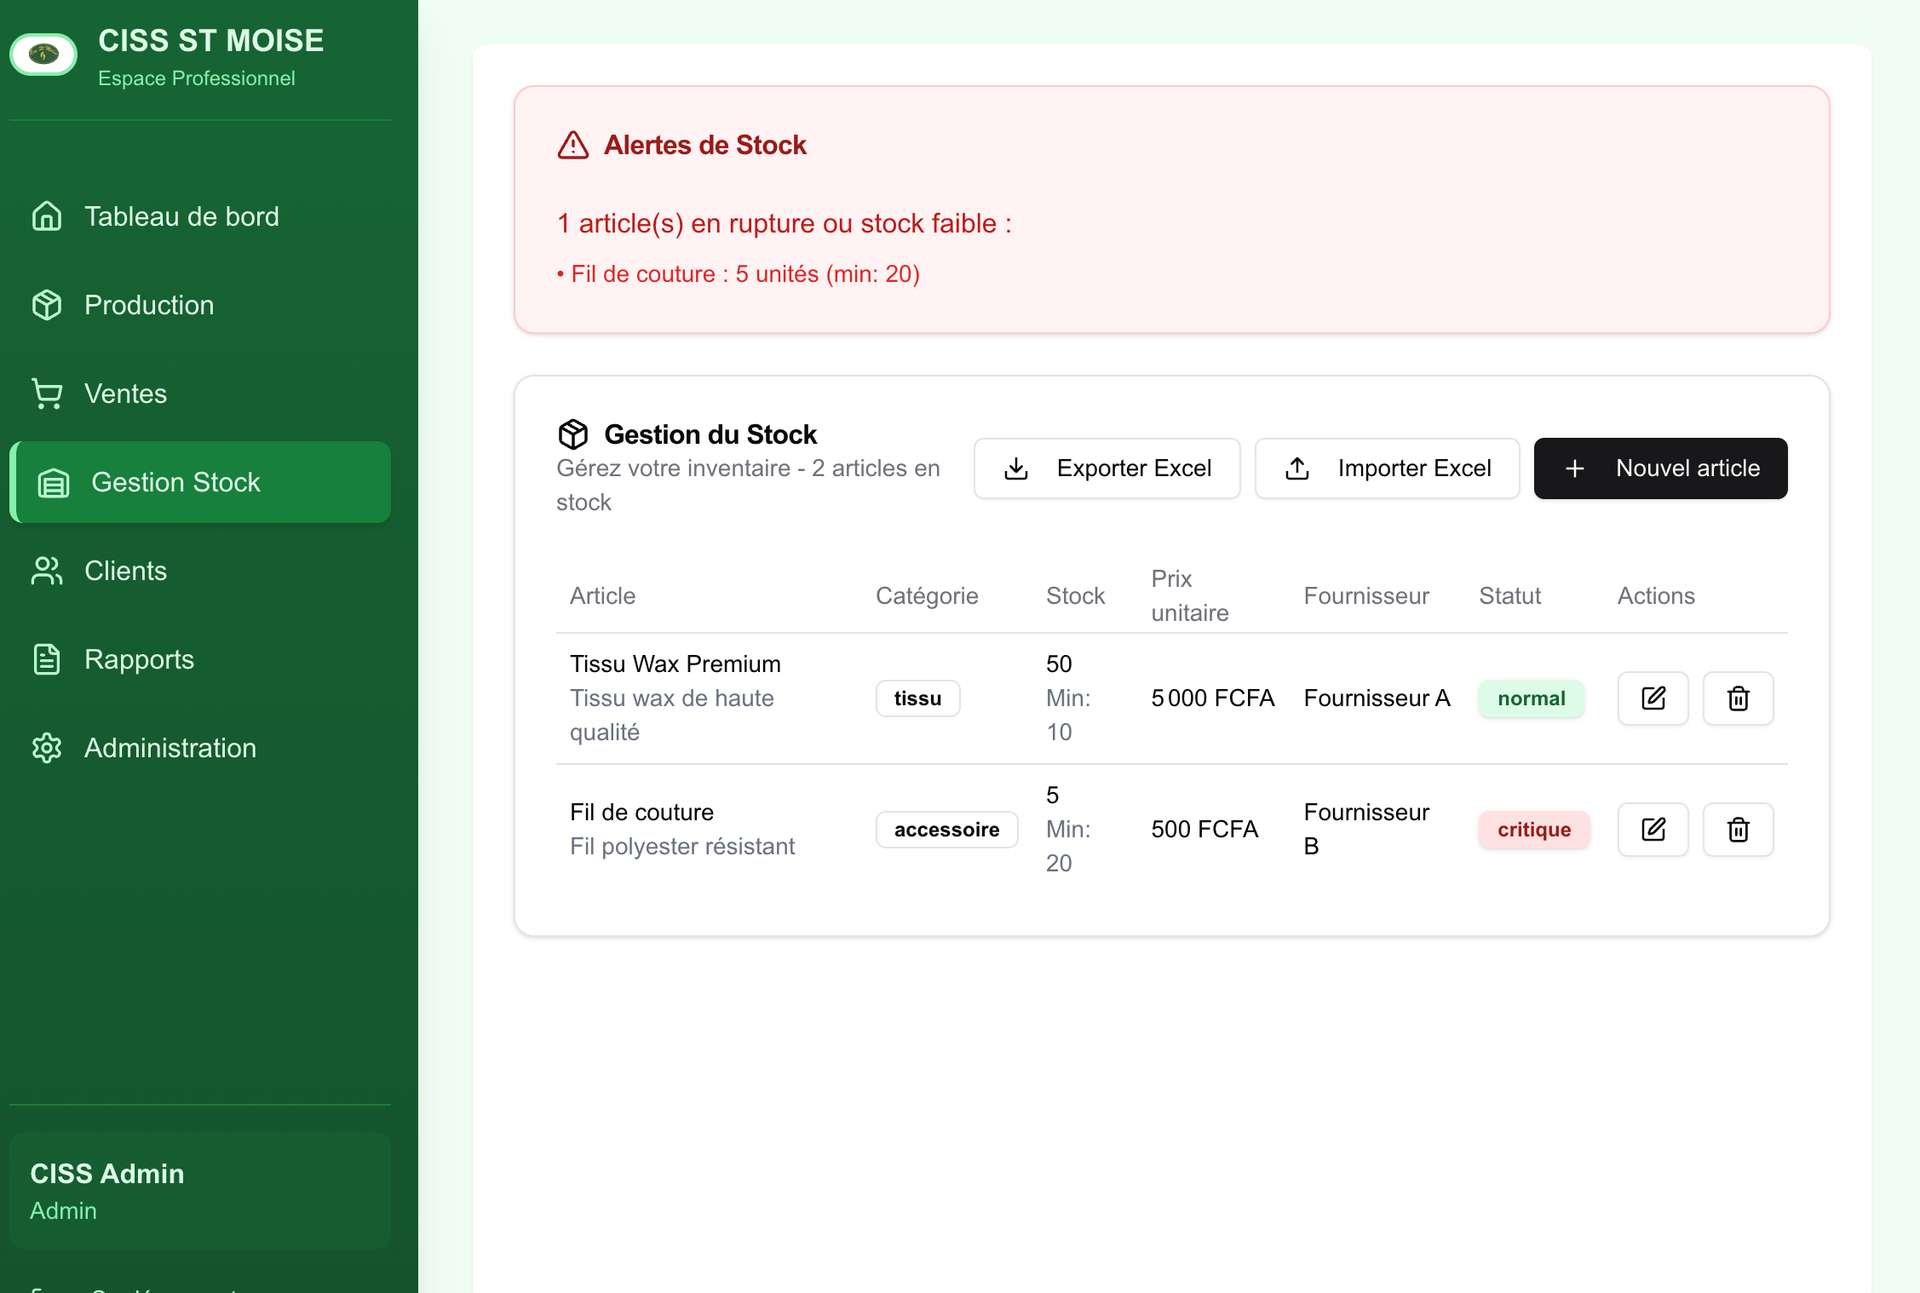 CISS ST MOISE
Espace Professionnel
Tableau de bord
Production
Ventes
Gestion Stock
Clients
Rapports
Administration
CISS Admin
Admin
Alertes de Stock
1 article(s) en rupture ou stock faible :
• Fil de couture : 5 unités (min: 20)
Gestion du Stock
Gérez votre inventaire - 2 articles en
stock
Exporter Excel
Importer Excel
Nouvel article
Article
Catégorie
Stock
Prix
unitaire
Fournisseur
Statut
Actions
Tissu Wax Premium
Tissu wax de haute
qualité
tissu
50
Min:
10
5 000 FCFA
Fournisseur A
normal
Fil de couture
Fil polyester résistant
accessoire
5
Min:
20
500 FCFA
Fournisseur
B
critique